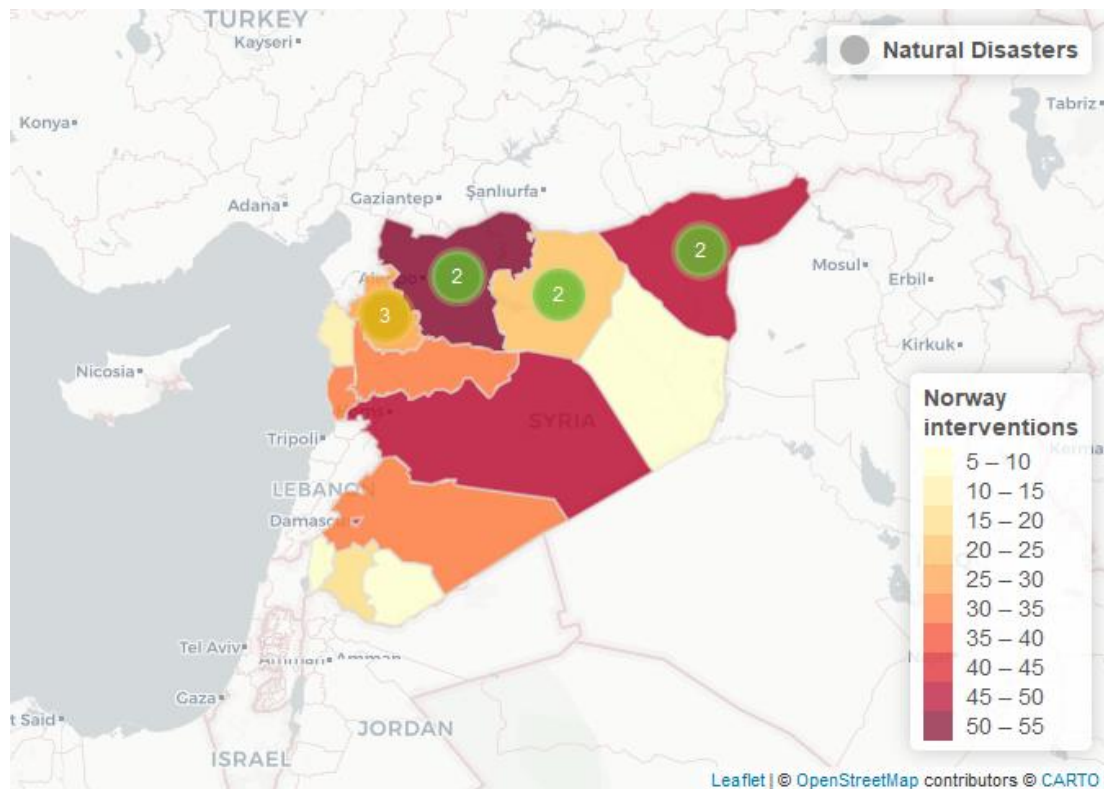 TURKEY
Kayseri
Natural Disasters
Tabriz
Konya
Gaziantep
Şanlıurfa
Adana
Mosul
Erbil
2
2
2
3
Kirkuk
Nicosia
SYRIA
Tripoli
LEBANON
Norway
interventions
5 – 10
10 – 15
15 – 20
20 – 25
25 – 30
30 – 35
35 – 40
40 – 45
45 – 50
50 – 55
Tel Aviv
Amman
Gaza
t Said
JORDAN
ISRAEL
Leaflet | © OpenStreetMap contributors © CARTO